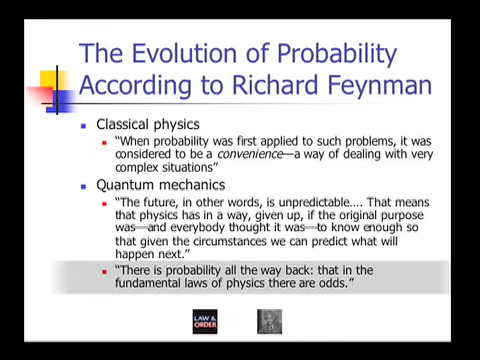 The Evolution of Probability
According to Richard Feynman
Classical physics
“When probability was first applied to such problems, it was
considered to be a convenience—a way of dealing with very
complex situations”
Quantum mechanics
“The future, in other words, is unpredictable…. That means
that physics has in a way, given up, if the original purpose
was—and everybody thought it was—to know enough so
that given the circumstances we can predict what will
happen next.”
“There is probability all the way back: that in the
fundamental laws of physics there are odds.”
LAW &
ORDER